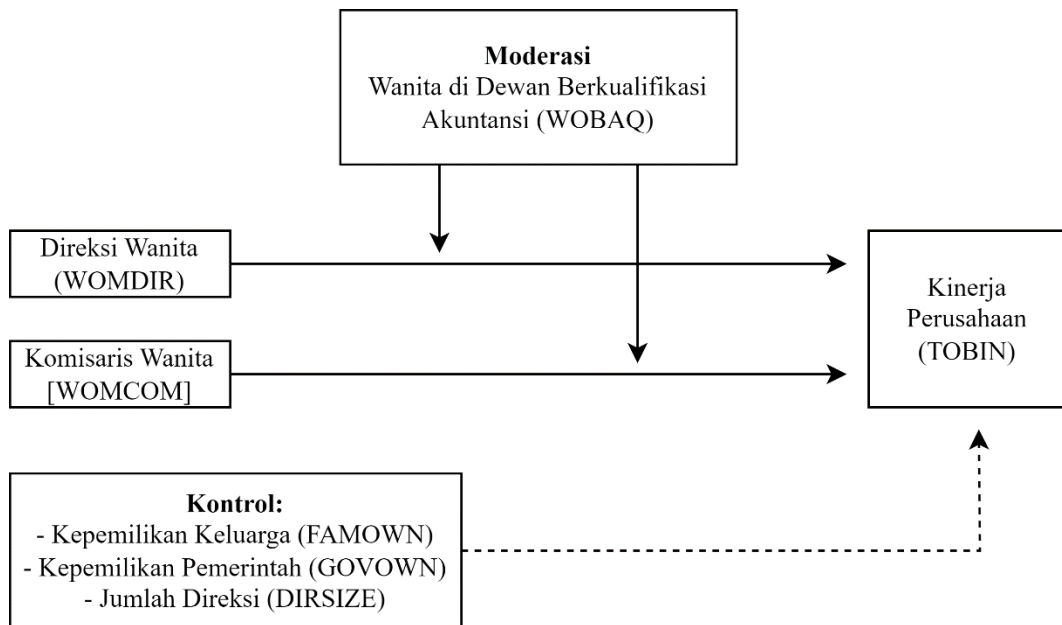 Moderasi
Wanita di Dewan Berkualifikasi
Akuntansi (WOBAQ)
Direksi Wanita
(WOMDIR)
Komisaris Wanita
[WOMCOM]
Kinerja
Perusahaan
(TOBIN)
Kontrol:
- Kepemilikan Keluarga (FAMOWN)
- Kepemilikan Pemerintah (GOVOWN)
- Jumlah Direksi (DIRSIZE)